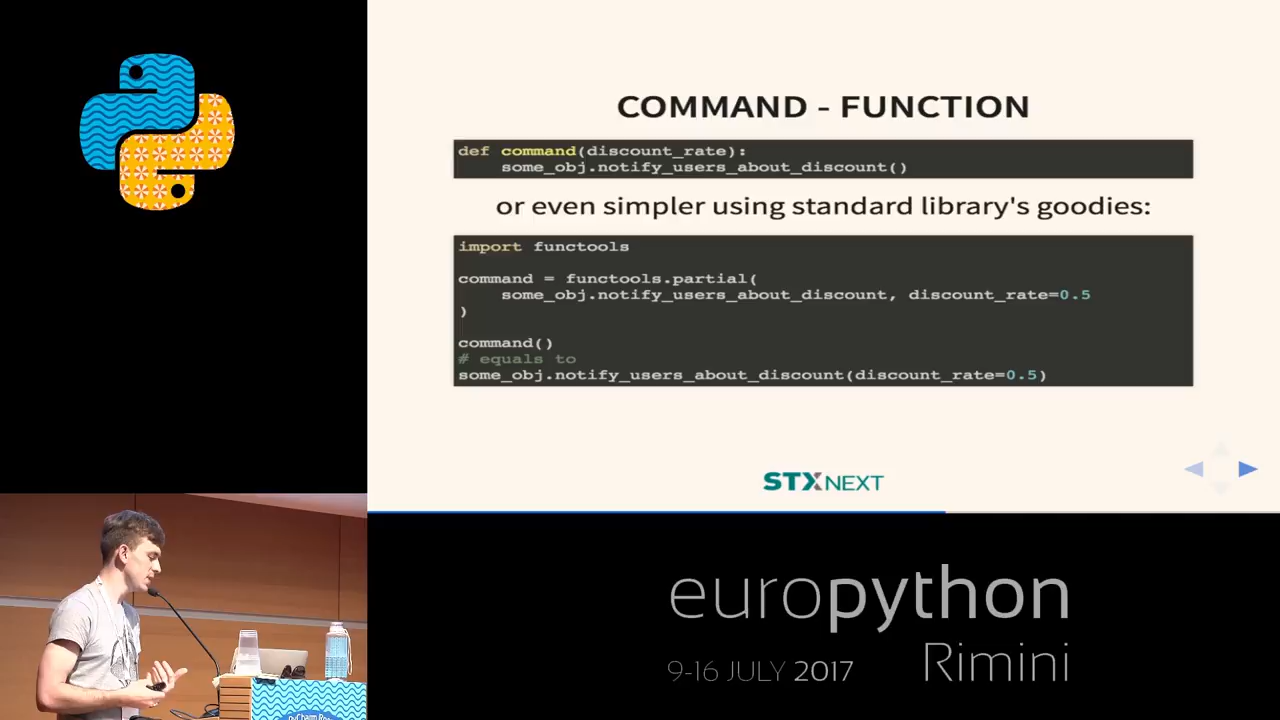 COMMAND - FUNCTION
def command(discount_rate):
    some_obj.notify_users_about_discount()
or even simpler using standard library's goodies:
import functools
command = functools.partial(
    some_obj.notify_users_about_discount, discount_rate=0.5
)
command()
# equals to
some_obj.notify_users_about_discount(discount_rate=0.5)
STXNEXT
europython
Rimini
9-16 JULY 2017